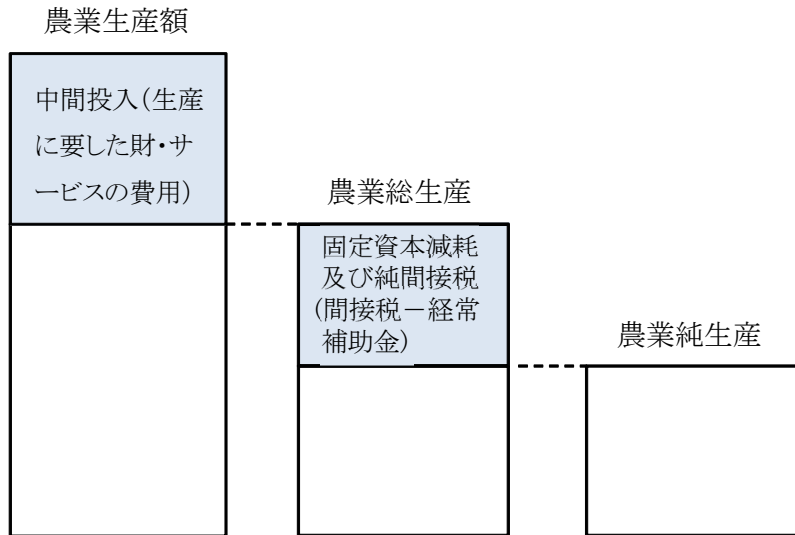 農業生産額
中間投入（生産
に要した財・サ
ービスの費用）
農業総生産
固定資本減耗
及び純間接税
（間接税－経常
補助金）
農業純生産